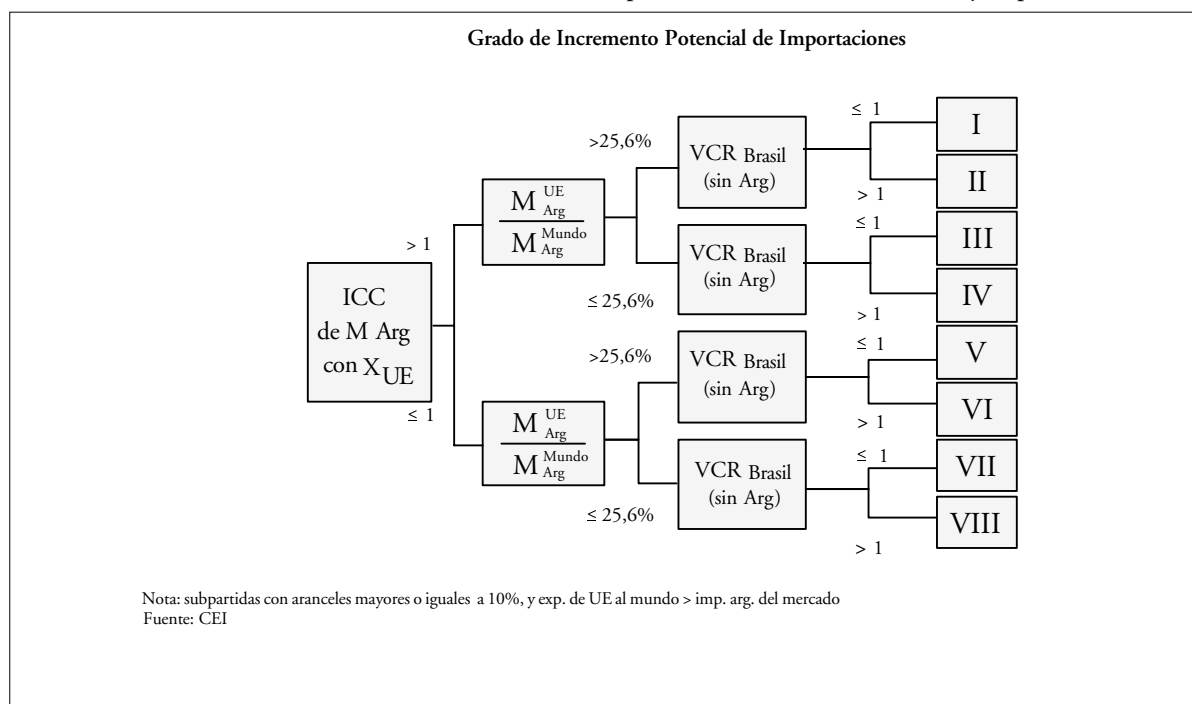 Grado de Incremento Potencial de Importaciones
ICC
de M Arg
con X UE
> 1
≤ 1
M UE Arg
M Mundo Arg
>25,6%
≤ 25,6%
VCR Brasil
(sin Arg)
≤ 1
> 1
I
II
VCR Brasil
(sin Arg)
≤ 1
> 1
III
IV
M UE Arg
M Mundo Arg
>25,6%
≤ 25,6%
VCR Brasil
(sin Arg)
≤ 1
> 1
V
VI
VCR Brasil
(sin Arg)
≤ 1
> 1
VII
VIII
Nota: subpartidas con aranceles mayores o iguales a 10%, y exp. de UE al mundo > imp. arg. del mercado
Fuente: CEI